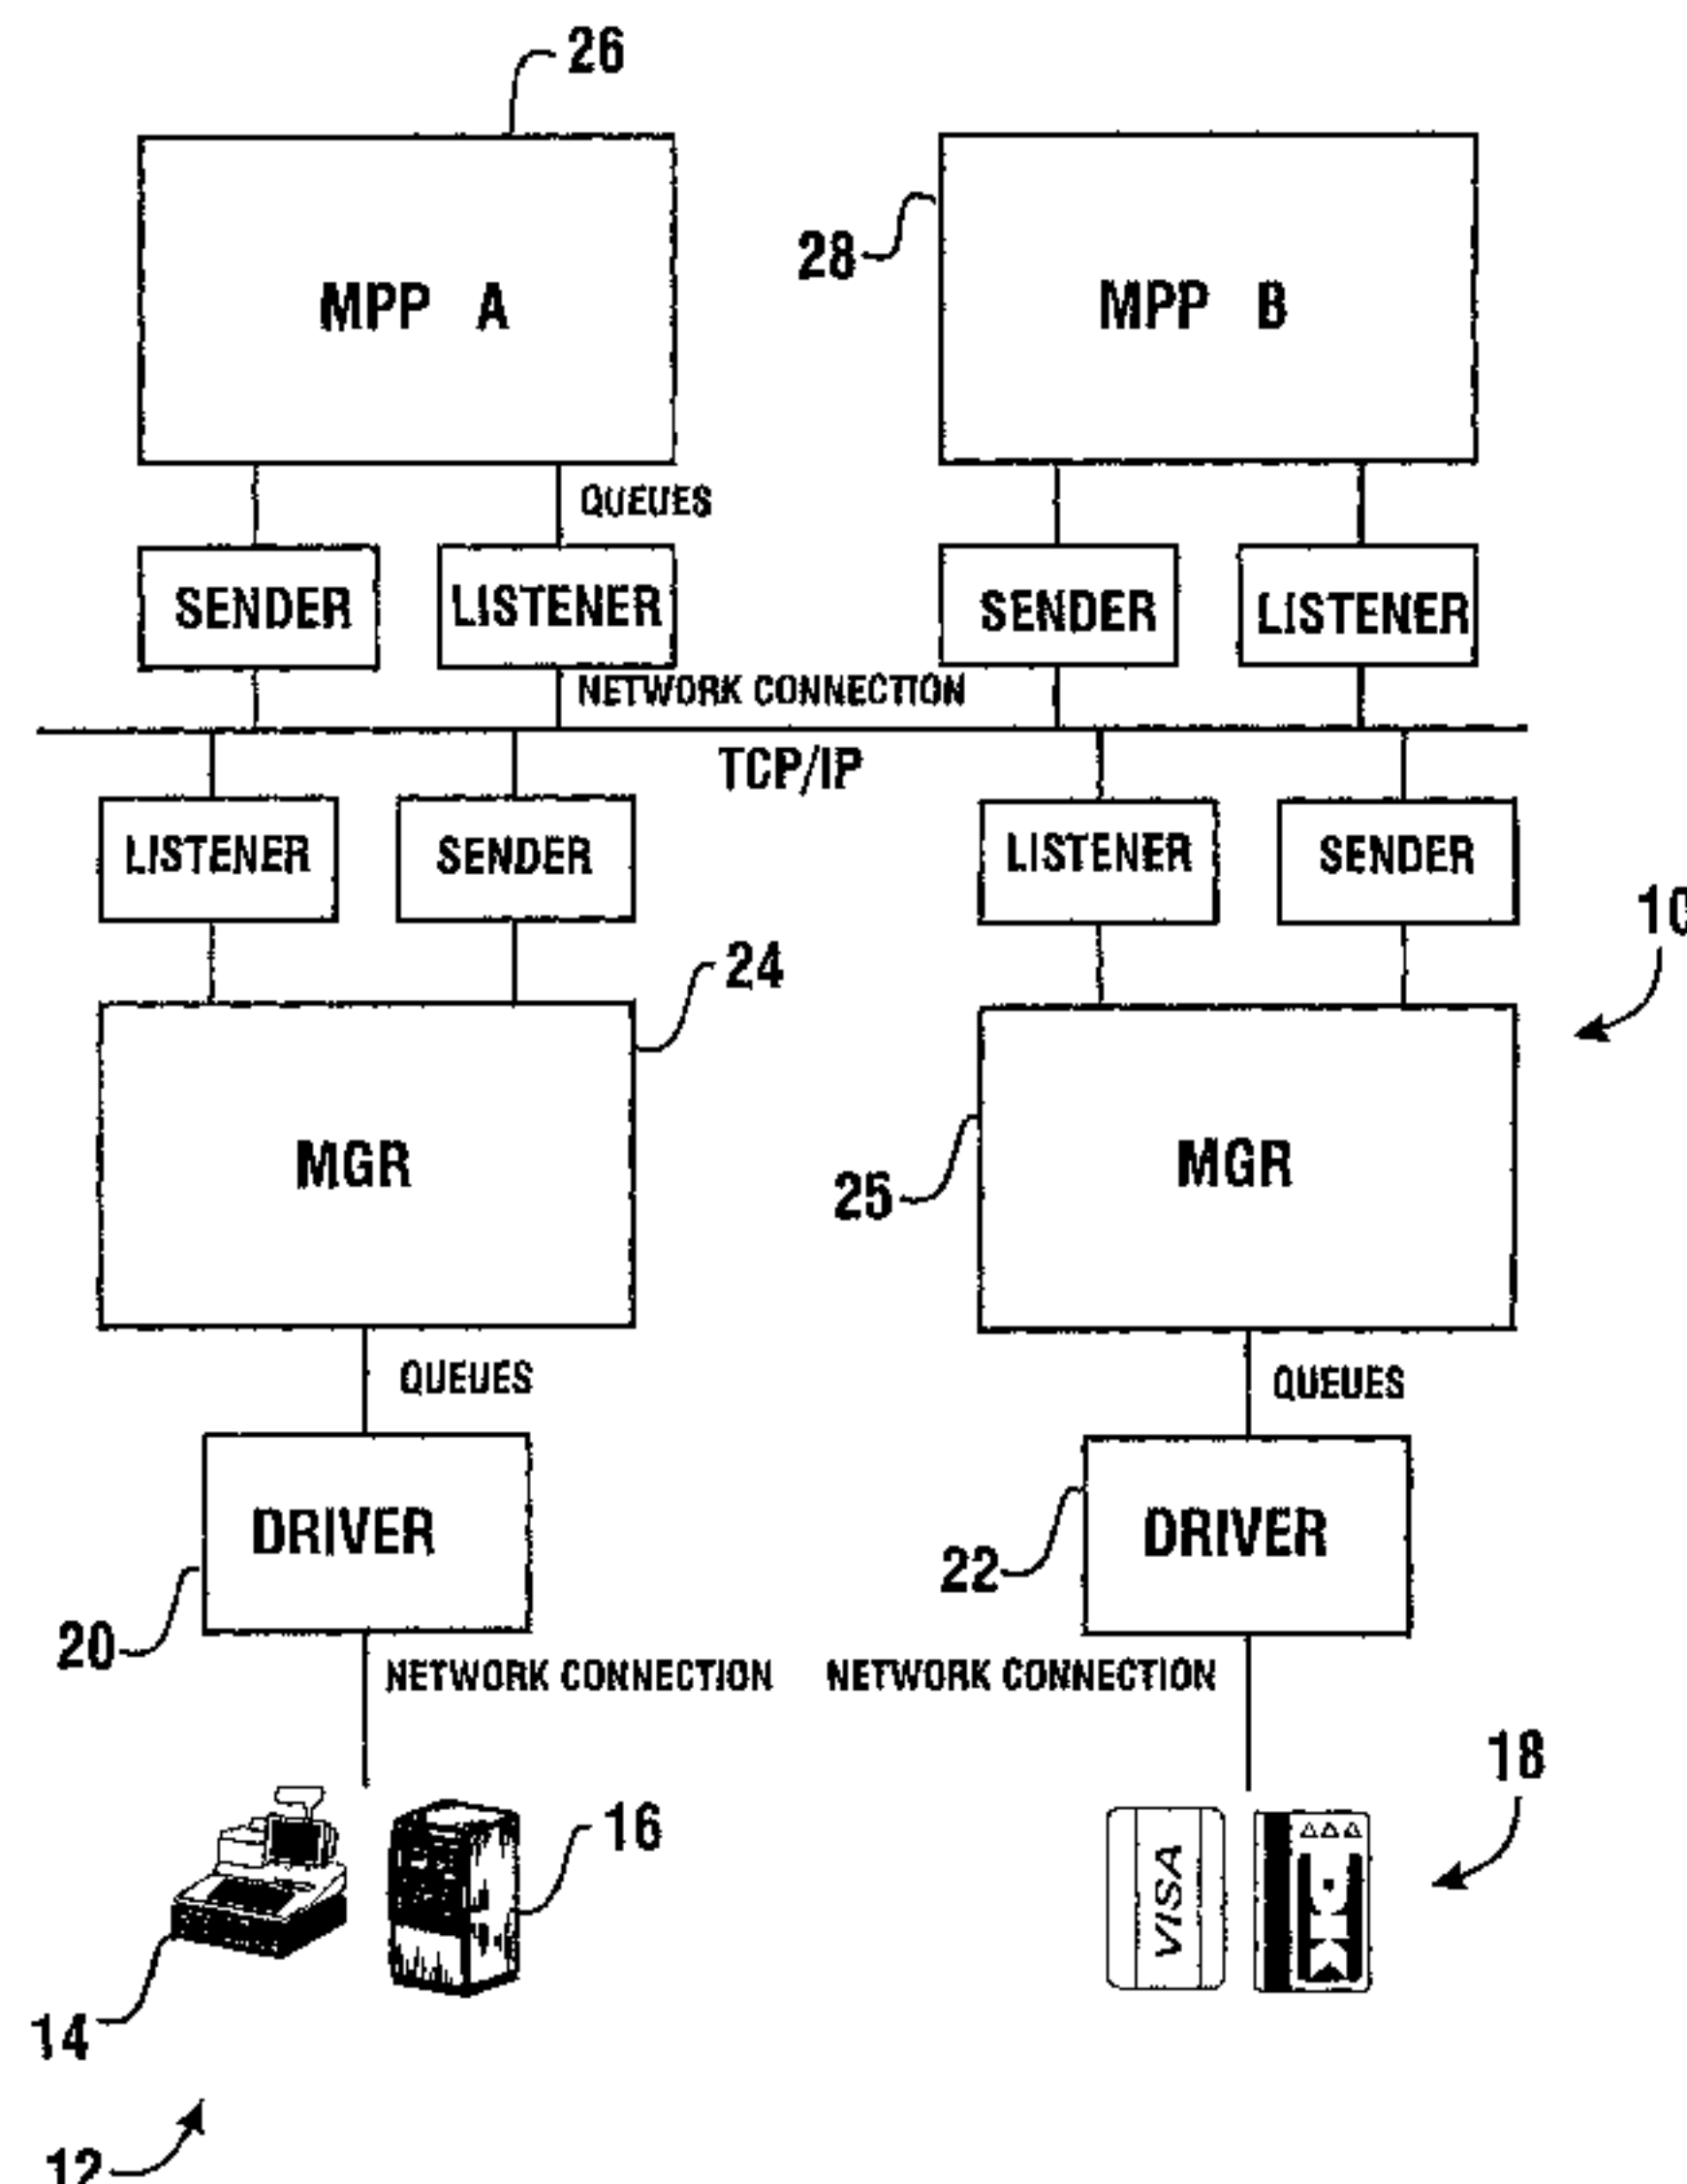 26
MPP A
28
MPP B
QUEUES
SENDER
LISTENER
SENDER
LISTENER
NETWORK CONNECTION
TCP/IP
LISTENER
SENDER
LISTENER
SENDER
10
24
MGR
25
MGR
QUEUES
QUEUES
DRIVER
DRIVER
20
22
NETWORK CONNECTION
NETWORK CONNECTION
18
16
VISA
14
12